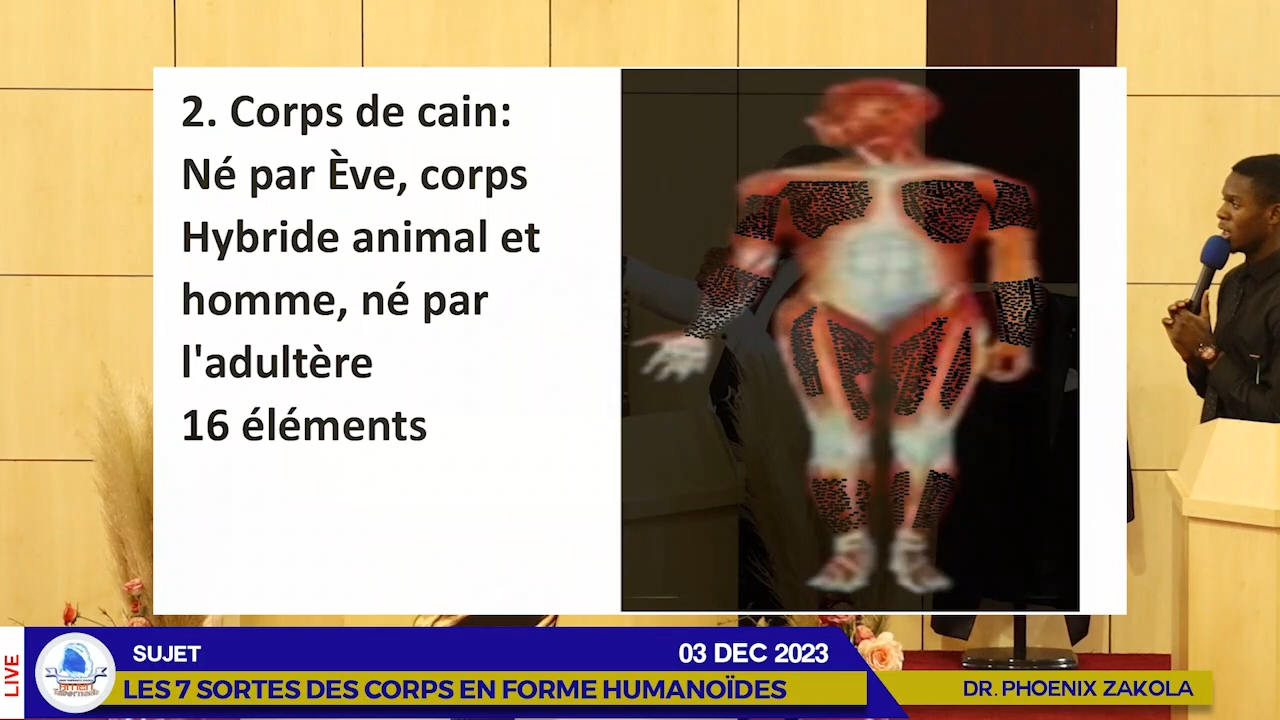 2. Corps de cain:
Né par Ève, corps
Hybride animal et
homme, né par
l'adultère
16 éléments
LIVE
SUJET
03 DEC 2023
LES 7 SORTES DES CORPS EN FORME HUMANOÏDES
DR. PHOENIX ZAKOLA